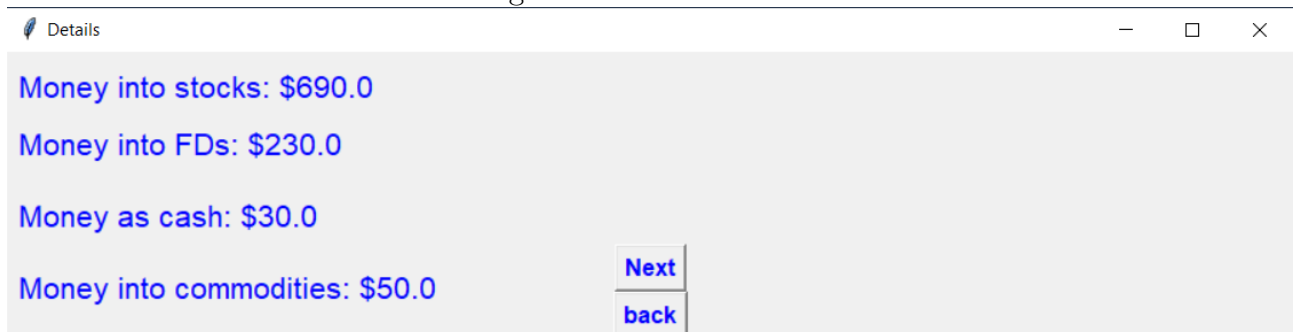 Details
Money into stocks: $690.0
Money into FDs: $230.0
Money as cash: $30.0
Next
Money into commodities: $50.0
back